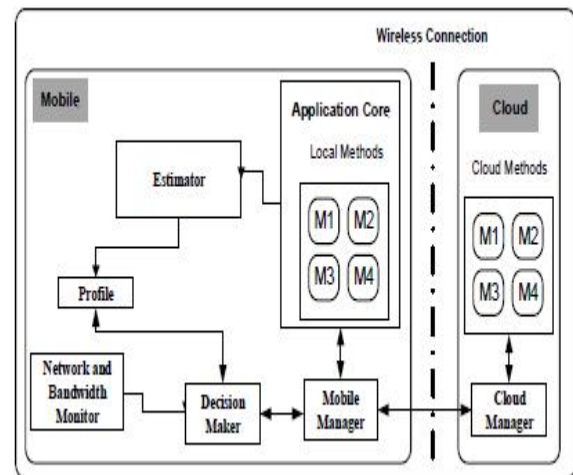 Wireless Connection
Mobile
Application Core
Local Methods
M1 M2
M3 M4
Estimator
Profile
Network and
Bandwidth
Monitor
Decision
Maker
Mobile
Manager
Cloud
Cloud Methods
M1 M2
M3 M4
Cloud
Manager